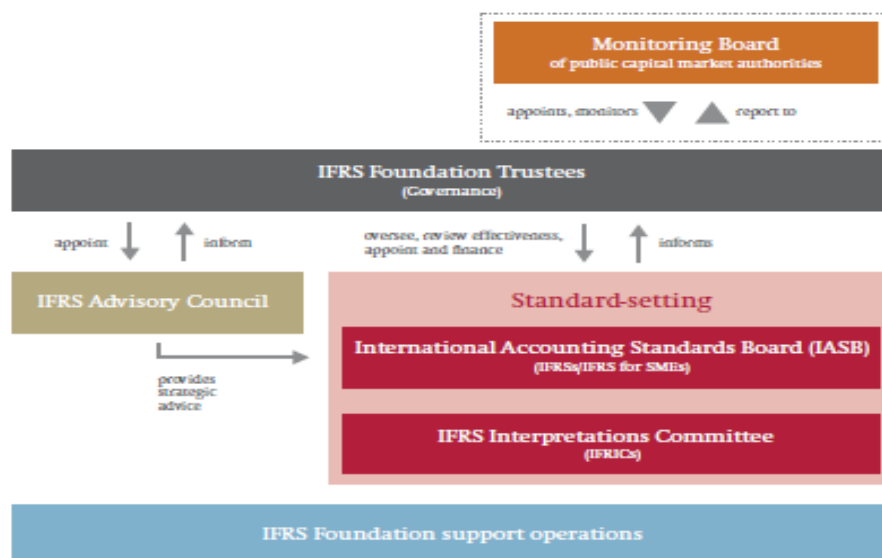 Monitoring Board
of public capital market authorities
appoints, monitors
report to
IFRS Foundation Trustees
(Governance)
appoint
inform
oversee, review effectiveness,
appoint and finance
informs
IFRS Advisory Council
Standard-setting
International Accounting Standards Board (IASB)
(IFRSs/IFRS for SMEs)
provides
strategic
advice
IFRS Interpretations Committee
(IFRICs)
IFRS Foundation support operations